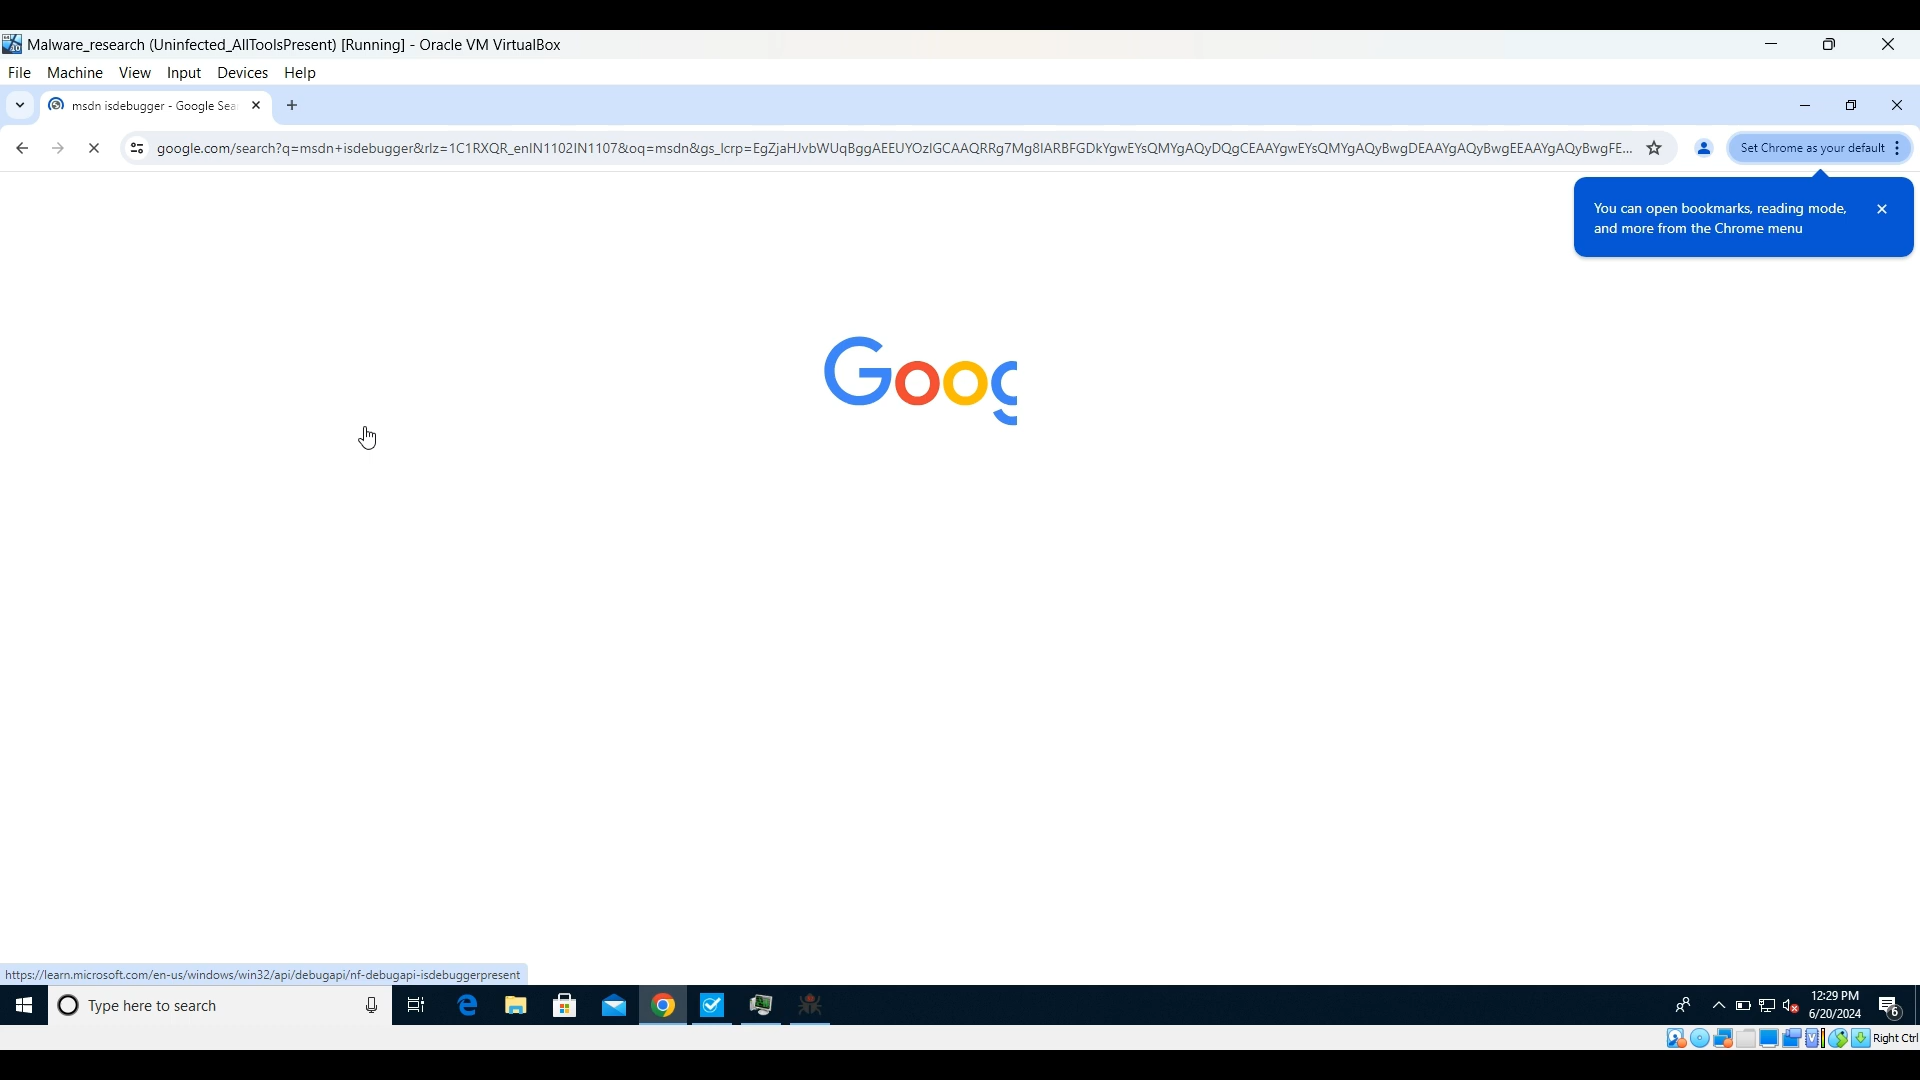 Malware_research (Uninfected_AllToolsPresent) [Running] - Oracle VM VirtualBox
File Machine View Input Devices Help
msdn isdebugger - Google Sea
google.com/search?q=msdn+isdebugger&rlz=1C1RXQR_enIN1102IN1107&oq=msdn&gs_lcrp=EgZjaHJvbWUqBggAEEUYOzIGCAAQRRg7Mg8IARBFGDkYgwEYsQMYgAQyDQgCEAAYgwEYsQMYgAQyBwgDEAAYgAQyBwgEEAAYgAQyBwgFE...
Set Chrome as your default
You can open bookmarks, reading mode,
and more from the Chrome menu
Goog
https://learn.microsoft.com/en-us/windows/win32/api/debugapi/nf-debugapi-isdebuggerpresent
Type here to search
12:29 PM
6/20/2024
6
Right Ctrl